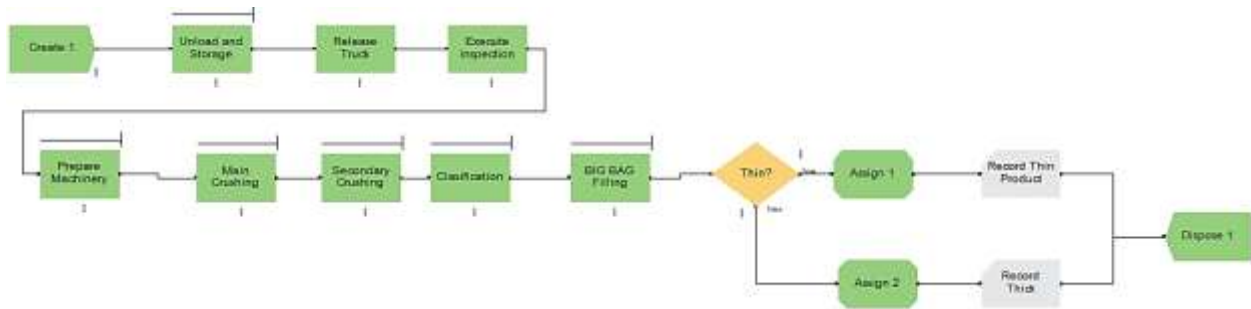 Create 1
Unload and
Storage
Release
Truck
Execute
Inspection
Prepare
Machinery
Main
Crushing
Secondary
Crushing
Clasification
BIG BAG
Filling
Thin?
True
False
Assign 1
Record Thin
Product
Assign 2
Record
Thick
Dispose 1